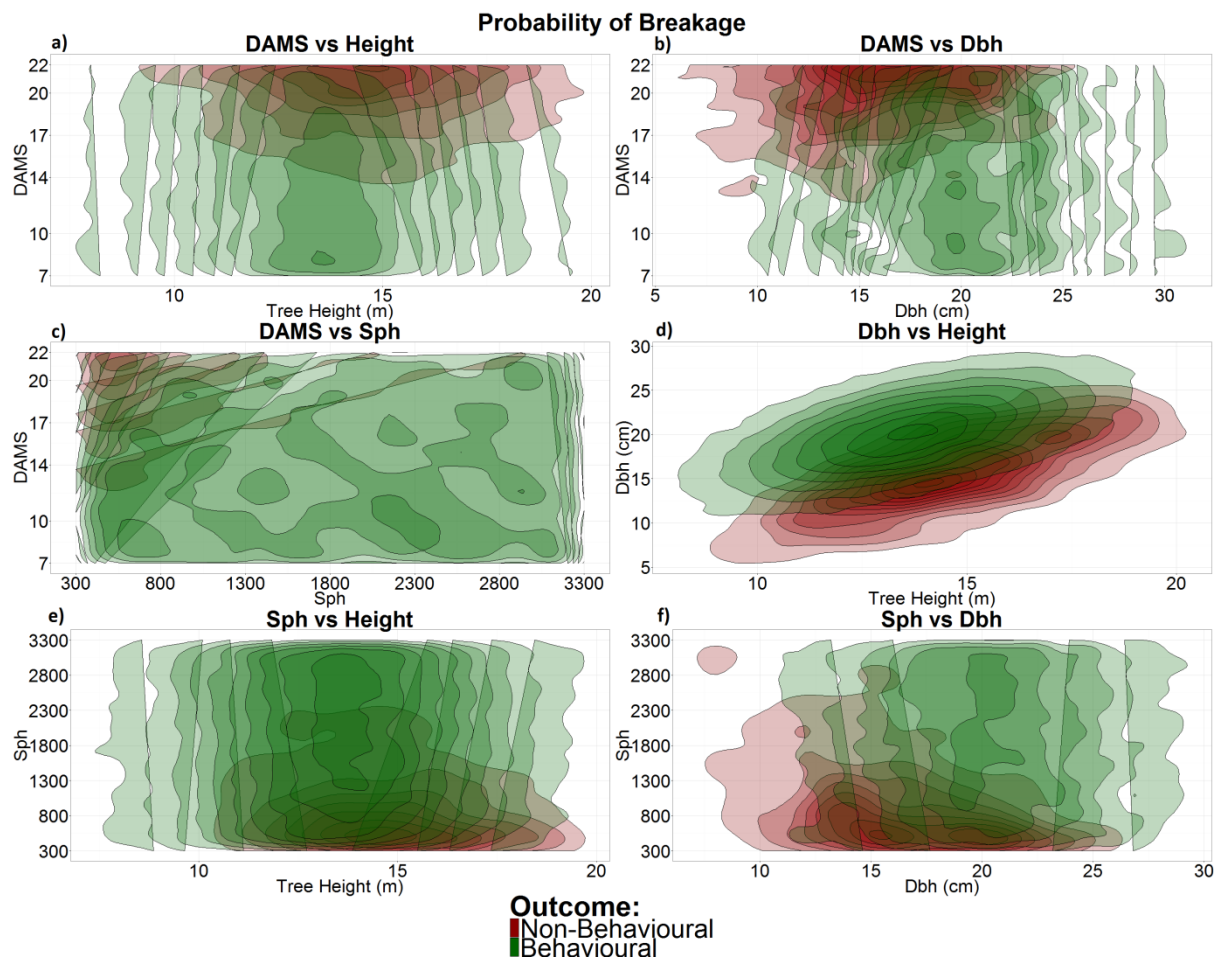 Probability of Breakage
a)
DAMS vs Height
22
20
17
14
10
7
DAMS
10
15
20
Tree Height (m)
b)
DAMS vs Dbh
22
20
17
14
10
7
DAMS
5
10
15
20
25
30
Dbh (cm)
c)
DAMS vs Sph
22
20
17
14
10
7
DAMS
300
800
1300
1800
2300
2800
3300
Sph
d)
Dbh vs Height
30
25
20
15
10
5
Dbh (cm)
10
15
20
Tree Height (m)
e)
Sph vs Height
3300
2800
2300
1800
1300
800
300
Sph
10
15
20
Tree Height (m)
f)
Sph vs Dbh
3300
2800
2300
1800
1300
800
300
Sph
10
15
20
25
30
Dbh (cm)
Outcome:
Non-Behavioural
Behavioural